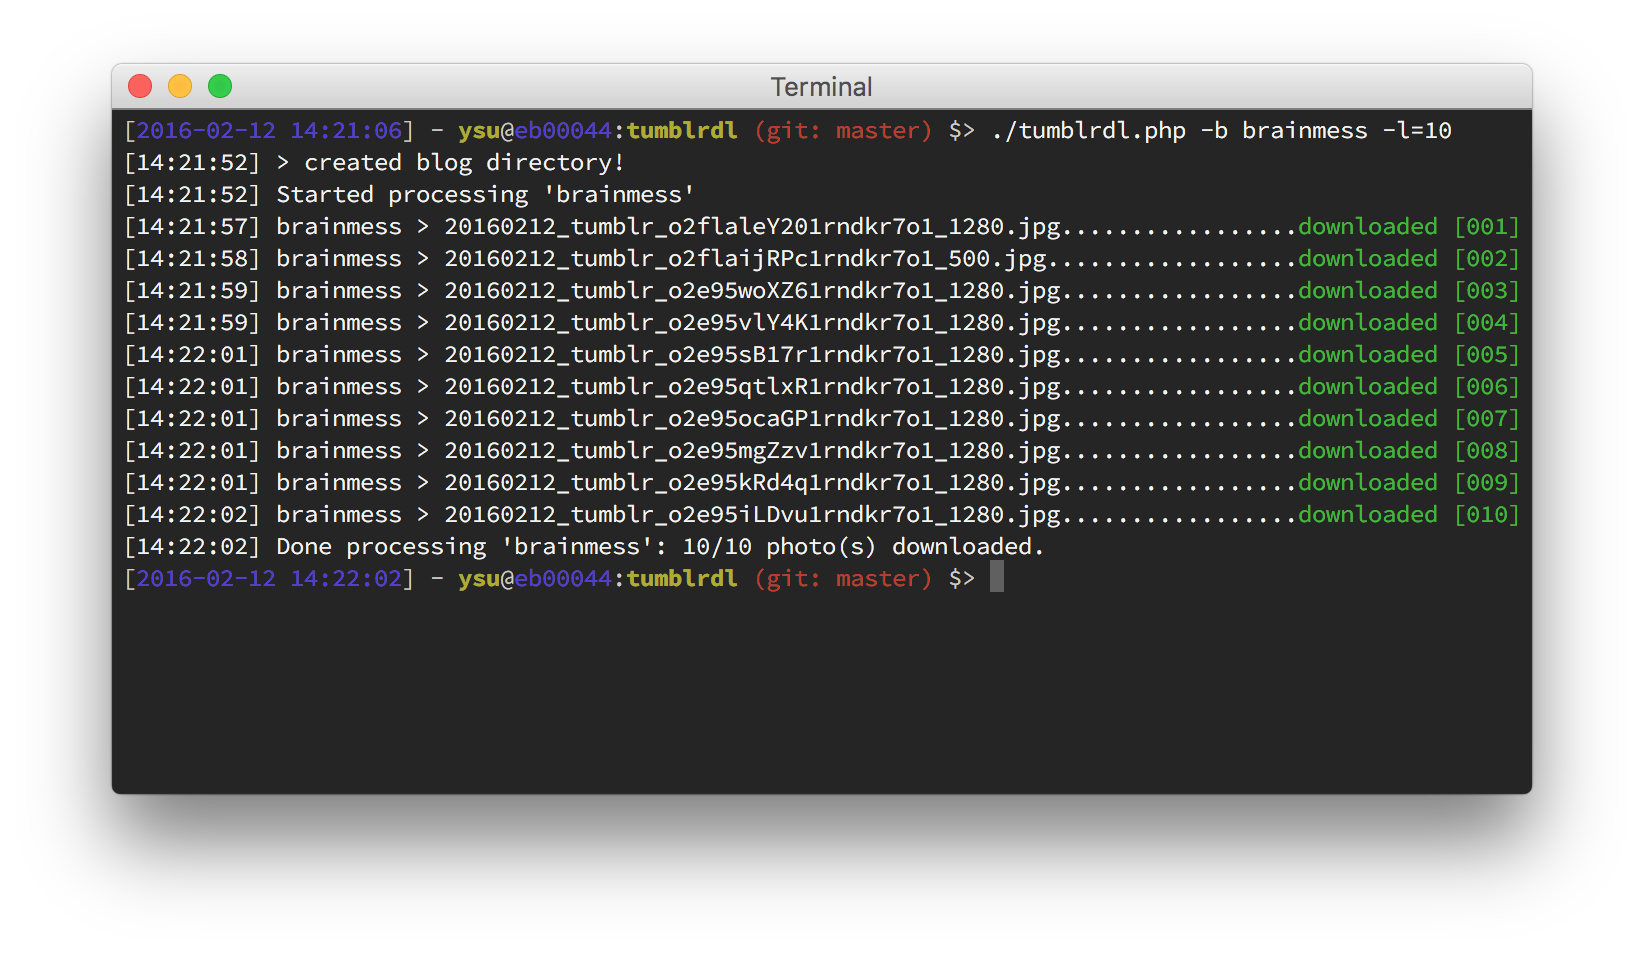 Terminal
[2016-02-12 14:21:06] - ysu@eb00044:tumblrdl (git: master) $> ./tumblrdl.php -b brainmess -l=10
[14:21:52] > created blog directory!
[14:21:52] Started processing 'brainmess'
[14:21:57] brainmess > 20160212_tumblr_o2flaleY201rndkr7o1_1280.jpg.................downloaded [001]
[14:21:58] brainmess > 20160212_tumblr_o2flaijRPc1rndkr7o1_500.jpg..................downloaded [002]
[14:21:59] brainmess > 20160212_tumblr_o2e95woXZ61rndkr7o1_1280.jpg.................downloaded [003]
[14:21:59] brainmess > 20160212_tumblr_o2e95vlY4K1rndkr7o1_1280.jpg.................downloaded [004]
[14:22:01] brainmess > 20160212_tumblr_o2e95sB17r1rndkr7o1_1280.jpg.................downloaded [005]
[14:22:01] brainmess > 20160212_tumblr_o2e95qtlxR1rndkr7o1_1280.jpg.................downloaded [006]
[14:22:01] brainmess > 20160212_tumblr_o2e95ocaGP1rndkr7o1_1280.jpg.................downloaded [007]
[14:22:01] brainmess > 20160212_tumblr_o2e95mgZzv1rndkr7o1_1280.jpg.................downloaded [008]
[14:22:01] brainmess > 20160212_tumblr_o2e95kRd4q1rndkr7o1_1280.jpg.................downloaded [009]
[14:22:02] brainmess > 20160212_tumblr_o2e95iLDvu1rndkr7o1_1280.jpg.................downloaded [010]
[14:22:02] Done processing 'brainmess': 10/10 photo(s) downloaded.
[2016-02-12 14:22:02] - ysu@eb00044:tumblrdl (git: master) $>